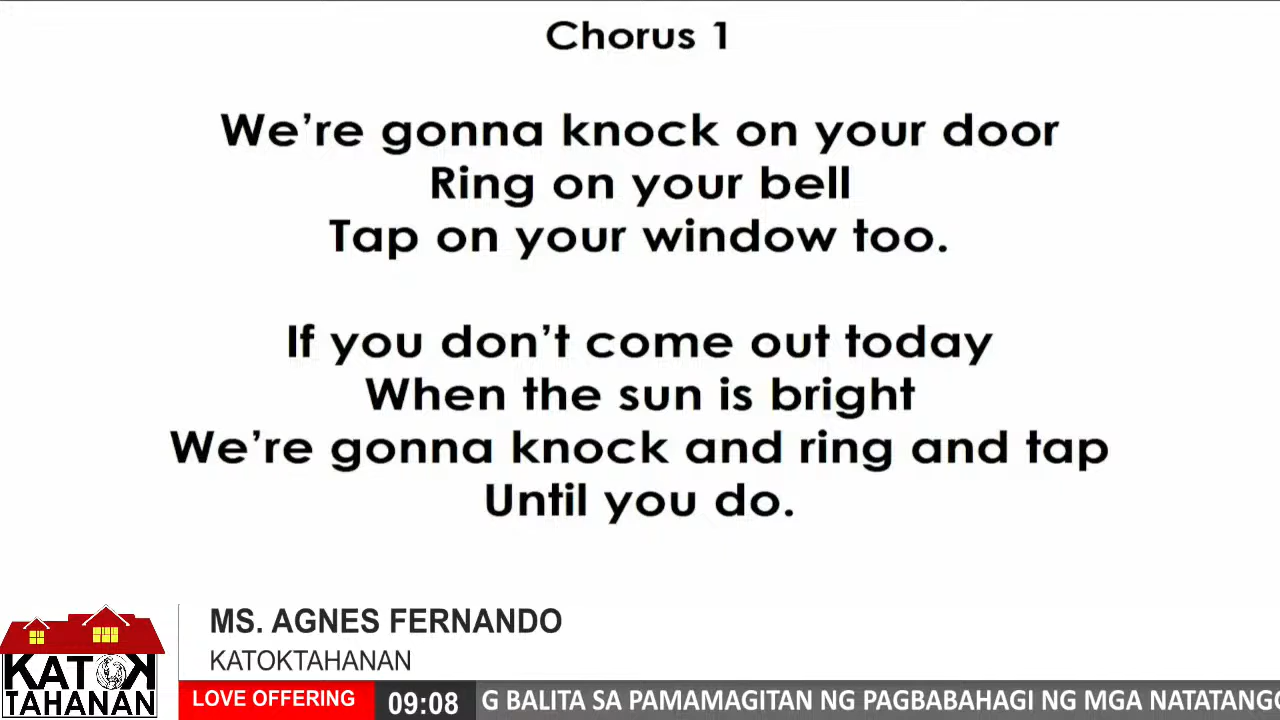 Chorus 1
We’re gonna knock on your door
Ring on your bell
Tap on your window too.
If you don’t come out today
When the sun is bright
We’re gonna knock and ring and tap
Until you do.
MS. AGNES FERNANDO
KATOKTAHANAN
KATOK
TAHANAN
LOVE OFFERING
09:08
G BALITA SA PAMAMAGITAN NG PAGBABAHAGI NG MGA NATATANGG